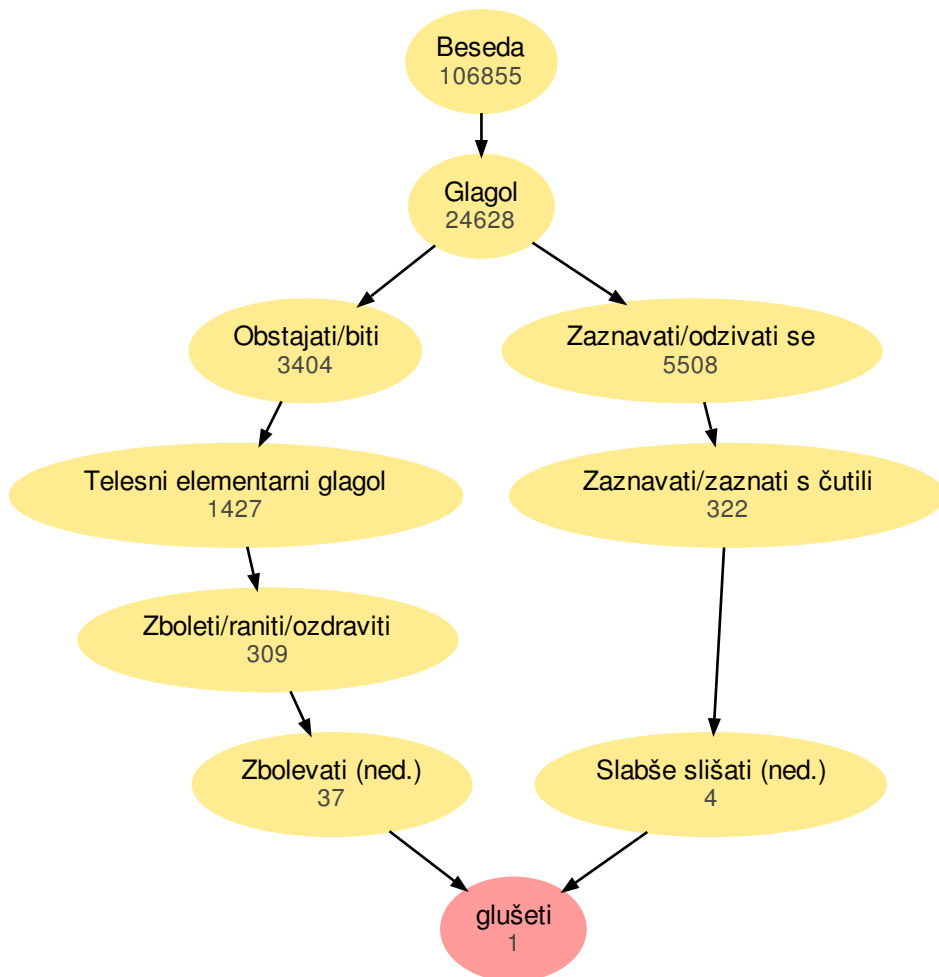 Beseda
106855
Glagol
24628
Obstajati/biti
3404
Zaznavati/odzivati se
5508
Telesni elementarni glagol
1427
Zaznavati/zaznati s čutili
322
Zboleti/raniti/ozdraviti
309
Zbolevati (ned.)
37
Slabše slišati (ned.)
4
glušeti
1